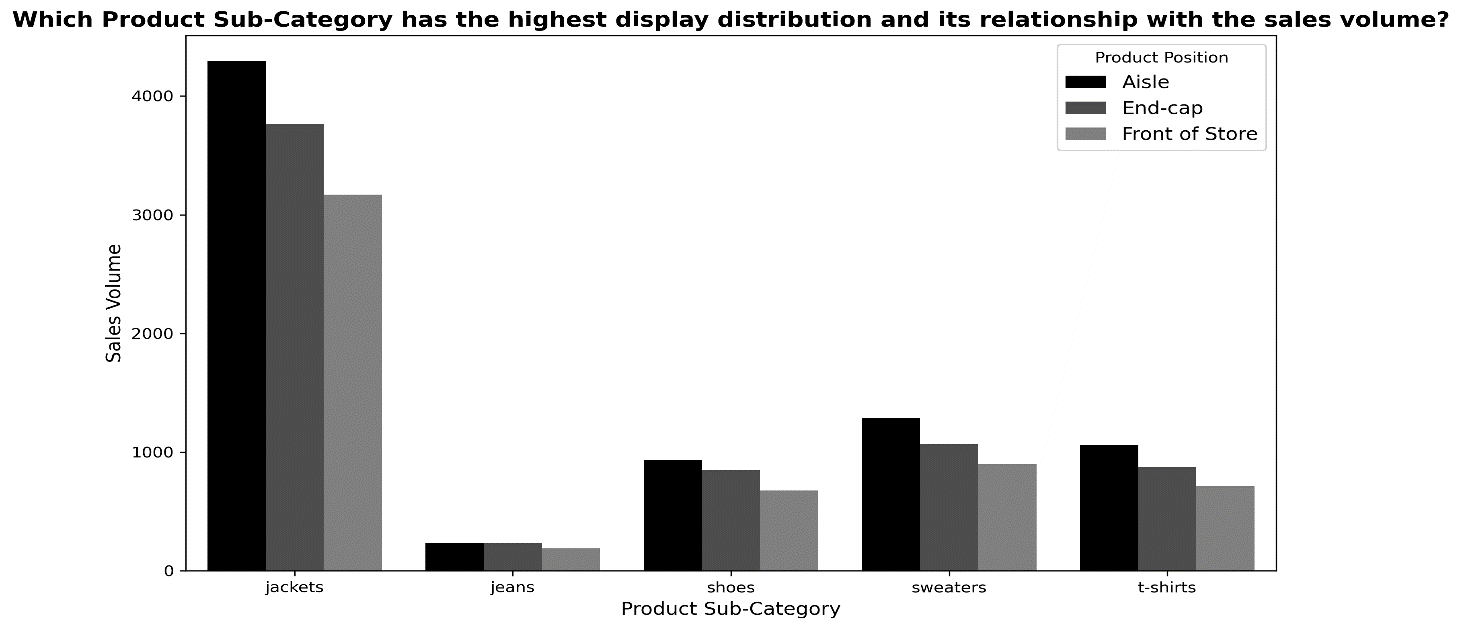 Which Product Sub-Category has the highest display distribution and its relationship with the sales volume?
Product Position
Aisle
End-cap
Front of Store
Sales Volume
4000
3000
2000
1000
0
jackets
jeans
shoes
sweaters
t-shirts
Product Sub-Category